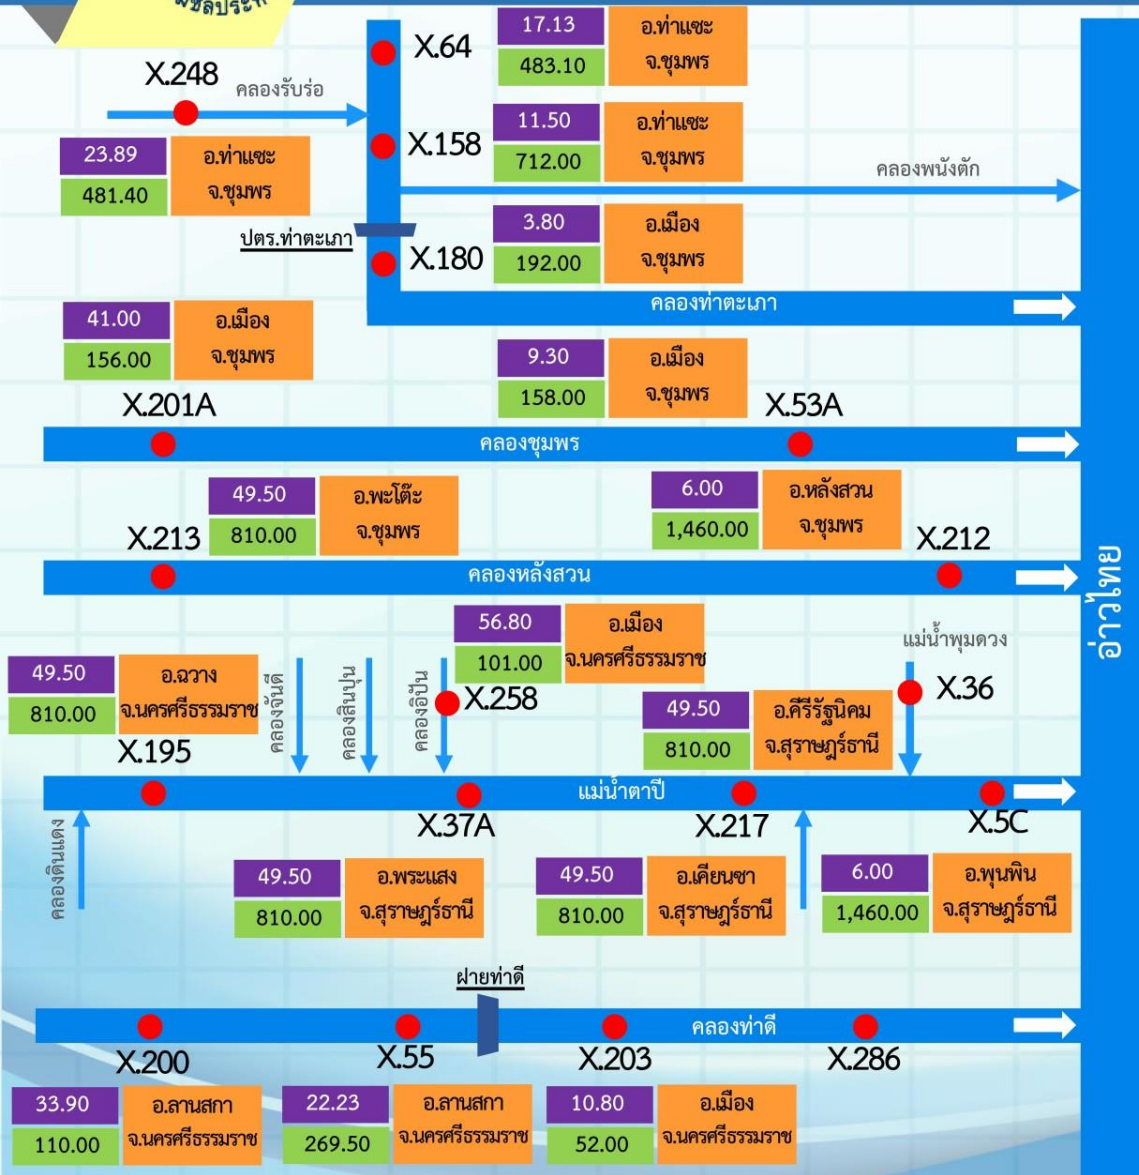 X.64
17.13
483.10
อ.ท่าแซะ
จ.ชุมพร
X.248
คลองรับร่อ
23.89
481.40
อ.ท่าแซะ
จ.ชุมพร
X.158
11.50
712.00
อ.ท่าแซะ
จ.ชุมพร
คลองพนังตัก
ปตร.ท่าตะเภา
X.180
3.80
192.00
อ.เมือง
จ.ชุมพร
คลองท่าตะเภา
41.00
156.00
อ.เมือง
จ.ชุมพร
X.201A
9.30
158.00
อ.เมือง
จ.ชุมพร
X.53A
คลองชุมพร
X.213
49.50
810.00
อ.พะโต๊ะ
จ.ชุมพร
6.00
1,460.00
อ.หลังสวน
จ.ชุมพร
X.212
คลองหลังสวน
อ่าวไทย
49.50
810.00
อ.ฉวาง
จ.นครศรีธรรมราช
X.195
คลองจันดี
คลองสินปุน
คลองอิปัน
56.80
101.00
อ.เมือง
จ.นครศรีธรรมราช
X.258
49.50
810.00
อ.คีรีรัฐนิคม
จ.สุราษฎร์ธานี
แม่น้ำพุมดวง
X.36
แม่น้ำตาปี
คลองดินแดง
X.37A
X.217
X.5C
49.50
810.00
อ.พระแสง
จ.สุราษฎร์ธานี
49.50
810.00
อ.เคียนซา
จ.สุราษฎร์ธานี
6.00
1,460.00
อ.พุนพิน
จ.สุราษฎร์ธานี
ฝายท่าดี
คลองท่าดี
X.200
X.55
X.203
X.286
33.90
110.00
อ.ลานสกา
จ.นครศรีธรรมราช
22.23
269.50
อ.ลานสกา
จ.นครศรีธรรมราช
10.80
52.00
อ.เมือง
จ.นครศรีธรรมราช